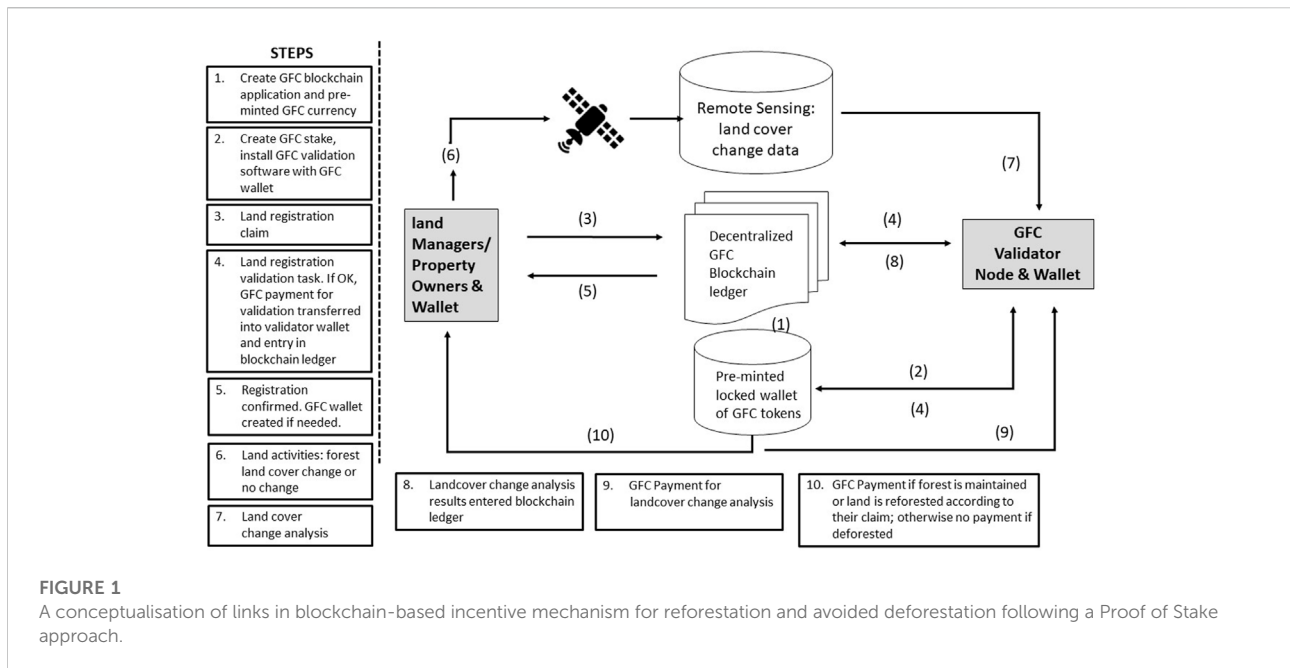 STEPS
1. Create GFC blockchain
application and pre-
minted GFC currency
2. Create GFC stake,
install GFC validation
software with GFC
wallet
3. Land registration
claim
4. Land registration
validation task. If OK,
GFC payment for
validation transferred
into validator wallet
and entry in
blockchain ledger
5. Registration
confirmed. GFC wallet
created if needed.
6. Land activities: forest
land cover change or
no change
7. Land cover
change analysis
(6)
Remote Sensing:
land cover
change data
(7)
land
Managers/
Property
Owners &
Wallet
(3)
(5)
Decentralized
GFC
Blockchain
ledger
(1)
(4)
(8)
GFC
Validator
Node & Wallet
Pre-minted
locked wallet
of GFC tokens
(2)
(4)
(10)
(9)
8. Landcover change analysis
results entered blockchain
ledger
9. GFC Payment for
landcover change analysis
10. GFC Payment if forest is maintained
or land is reforested according to
their claim; otherwise no payment if
deforested
FIGURE 1
A conceptualisation of links in blockchain-based incentive mechanism for reforestation and avoided deforestation following a Proof of Stake
approach.